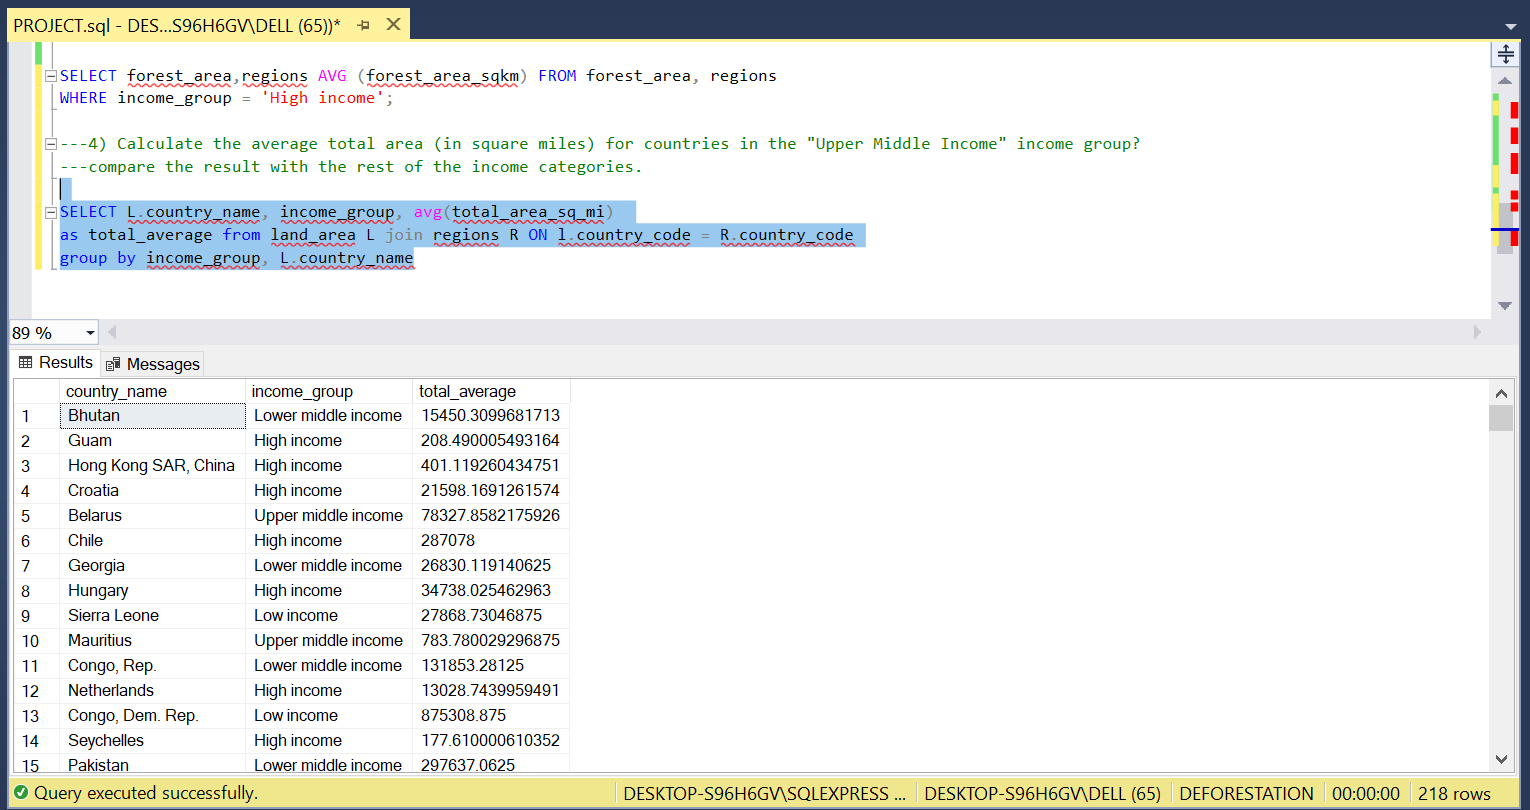 PROJECT.sql - DES...S96H6GV\DELL (65))*
SELECT forest_area,regions AVG (forest_area_sqkm) FROM forest_area, regions
WHERE income_group = 'High income';
---4) Calculate the average total area (in square miles) for countries in the "Upper Middle Income" income group?
---compare the result with the rest of the income categories.
SELECT L.country_name, income_group, avg(total_area_sq_mi)
as total_average from land_area L join regions R ON l.country_code = R.country_code
group by income_group, L.country_name
89 %
Results Messages
country_name income_group total_average
1 Bhutan Lower middle income 15450.3099681713
2 Guam High income 208.490005493164
3 Hong Kong SAR, China High income 401.119260434751
4 Croatia High income 21598.1691261574
5 Belarus Upper middle income 78327.8582175926
6 Chile High income 287078
7 Georgia Lower middle income 26830.119140625
8 Hungary High income 34738.025462963
9 Sierra Leone Low income 27868.73046875
10 Mauritius Upper middle income 783.780029296875
11 Congo, Rep. Lower middle income 131853.28125
12 Netherlands High income 13028.7439959491
13 Congo, Dem. Rep. Low income 875308.875
14 Seychelles High income 177.610000610352
15 Pakistan Lower middle income 297637.0625
Query executed successfully. DESKTOP-S96H6GV\SQLEXPRESS ... DESKTOP-S96H6GV\DELL (65) DEFORESTATION 00:00:00 218 rows